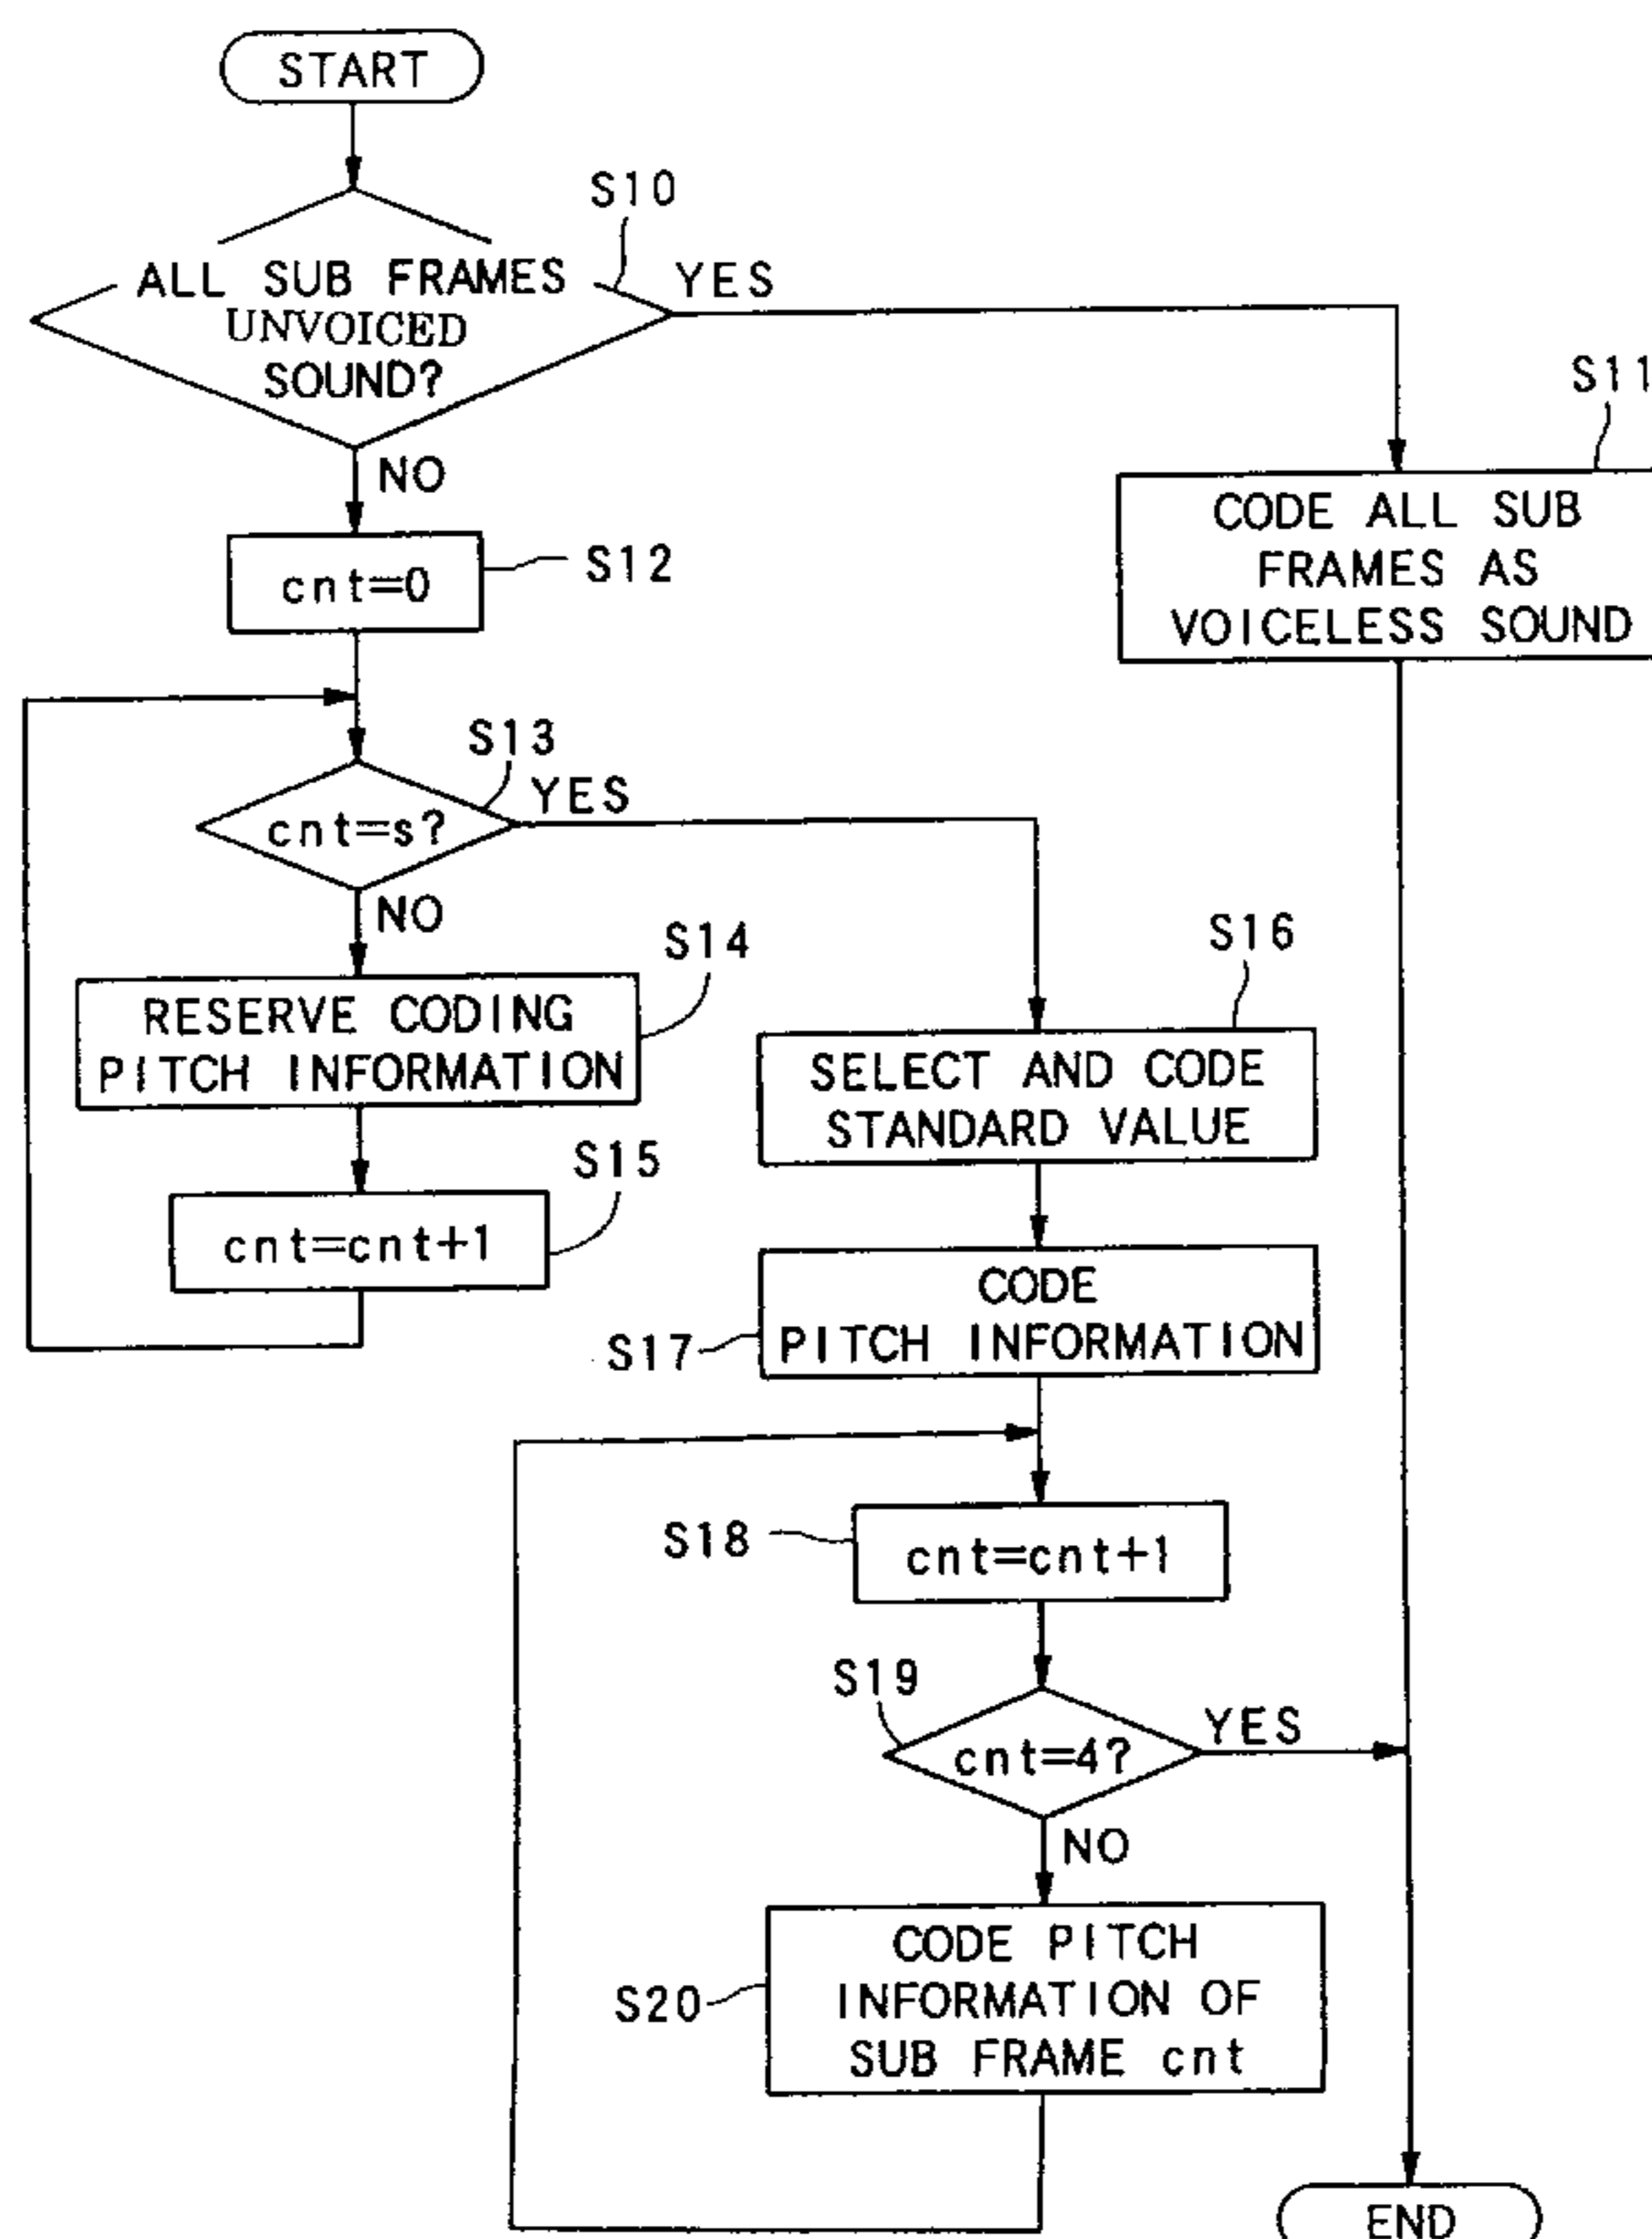 START
S10
ALL SUB FRAMES
UNVOICED
SOUND?
YES
NO
S11
CODE ALL SUB
FRAMES AS
VOICELESS SOUND
cnt=0
S12
S13
cnt=s?
YES
NO
S14
RESERVE CODING
PITCH INFORMATION
S15
cnt=cnt+1
S16
SELECT AND CODE
STANDARD VALUE
CODE
PITCH INFORMATION
S17
S18
cnt=cnt+1
S19
cnt=4?
YES
NO
CODE PITCH
INFORMATION OF
SUB FRAME cnt
S20
END